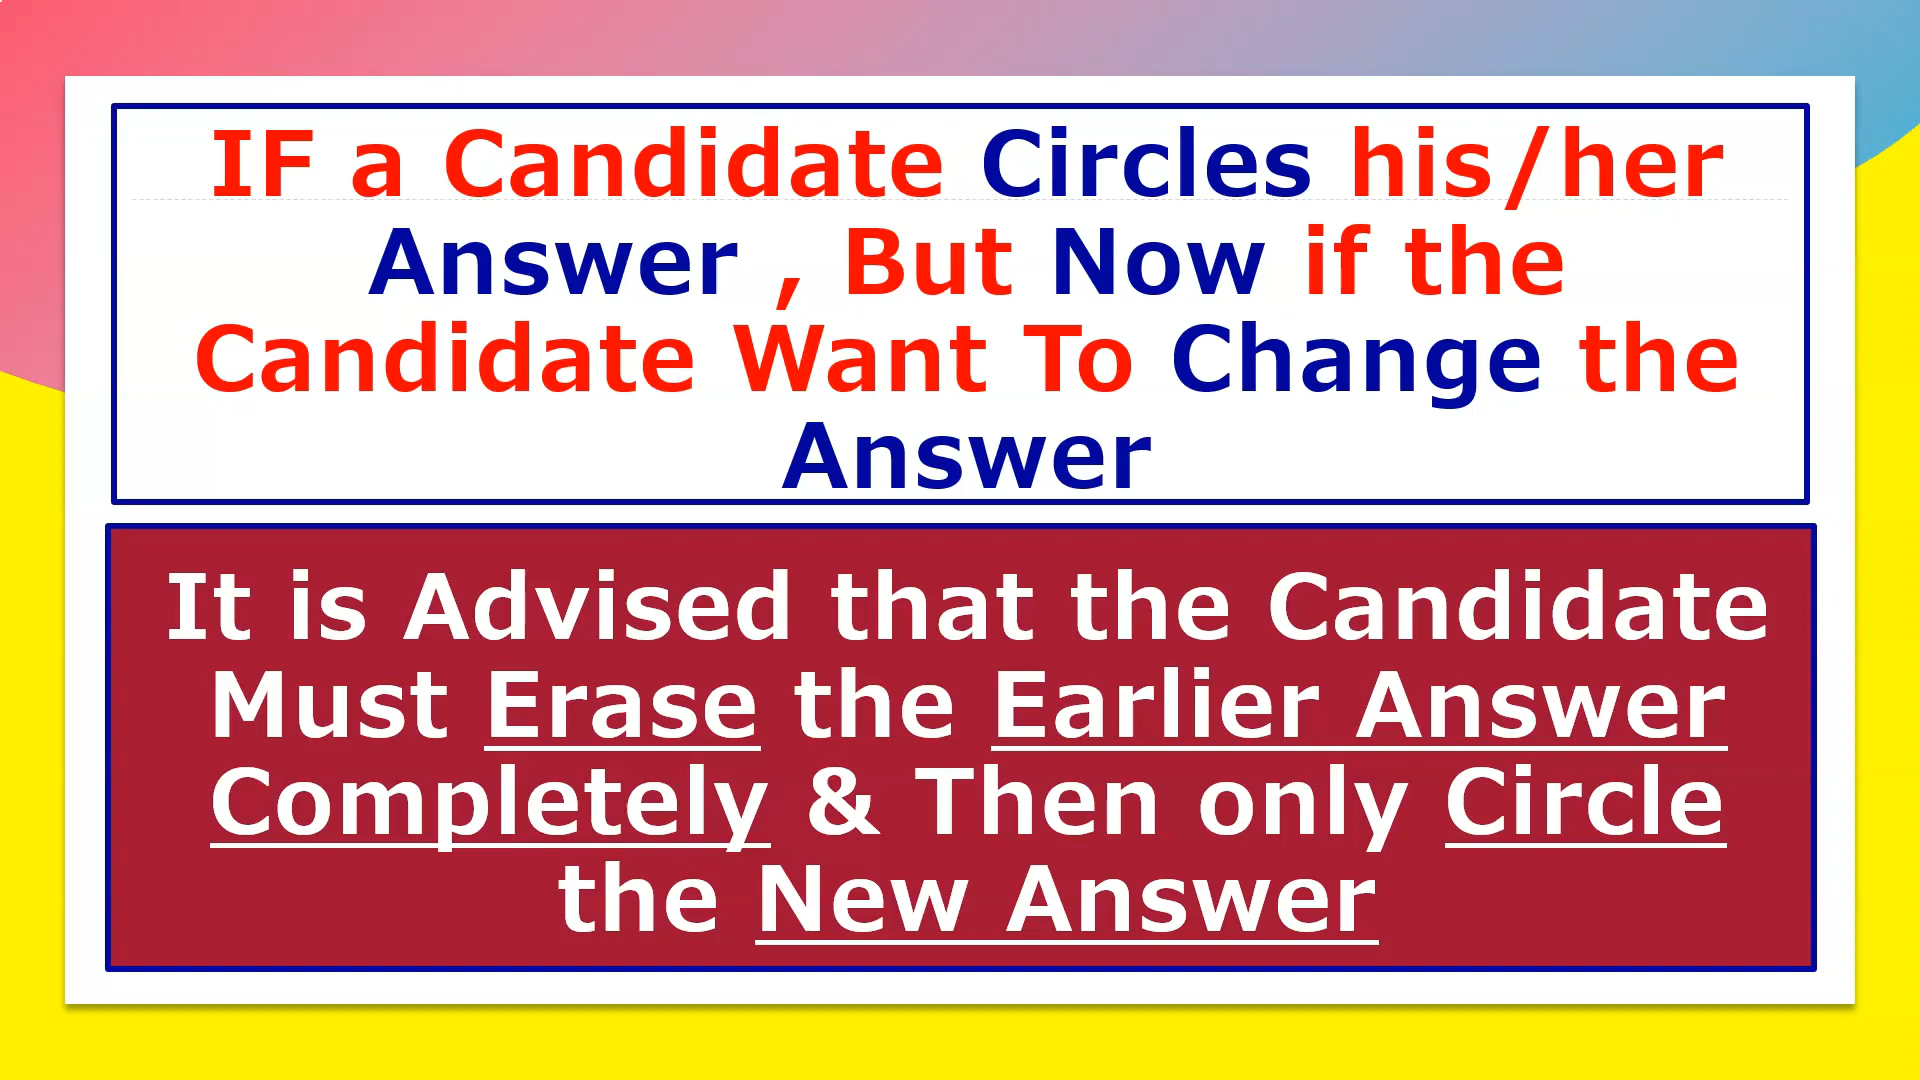 IF a Candidate Circles his/her
Answer , But Now if the
Candidate Want To Change the
Answer
It is Advised that the Candidate
Must Erase the Earlier Answer
Completely & Then only Circle
the New Answer